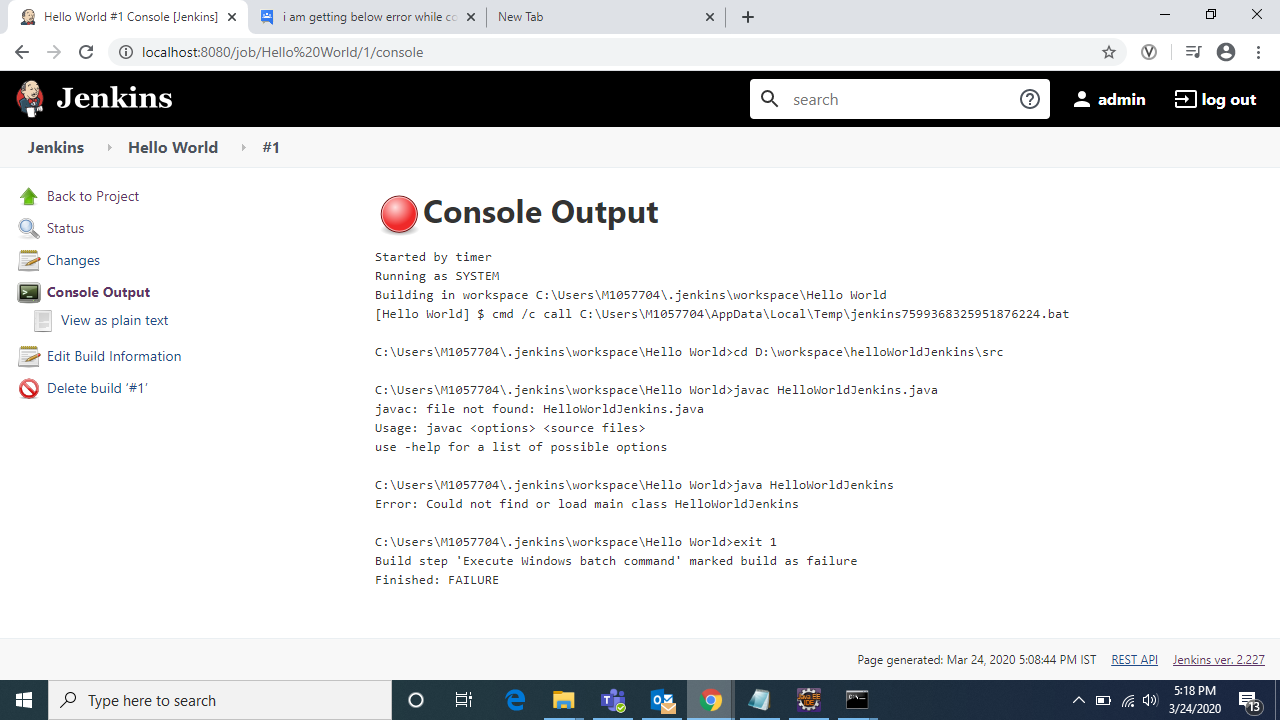 Hello World #1 Console [Jenkins]
i am getting below error while co
New Tab
localhost:8080/job/Hello%20World/1/console
Jenkins
search
admin
log out
Jenkins
Hello World
#1
Back to Project
Status
Changes
Console Output
View as plain text
Edit Build Information
Delete build ‘#1’
Console Output
Started by timer
Running as SYSTEM
Building in workspace C:\Users\M1057704\.jenkins\workspace\Hello World
[Hello World] $ cmd /c call C:\Users\M1057704\AppData\Local\Temp\jenkins7599368325951876224.bat
C:\Users\M1057704\.jenkins\workspace\Hello World>cd D:\workspace\helloWorldJenkins\src
C:\Users\M1057704\.jenkins\workspace\Hello World>javac HelloWorldJenkins.java
javac: file not found: HelloWorldJenkins.java
Usage: javac <options> <source files>
use -help for a list of possible options
C:\Users\M1057704\.jenkins\workspace\Hello World>java HelloWorldJenkins
Error: Could not find or load main class HelloWorldJenkins
C:\Users\M1057704\.jenkins\workspace\Hello World>exit 1
Build step 'Execute Windows batch command' marked build as failure
Finished: FAILURE
Page generated: Mar 24, 2020 5:08:44 PM IST
REST API
Jenkins ver. 2.227
Type here to search
5:18 PM
3/24/2020
13